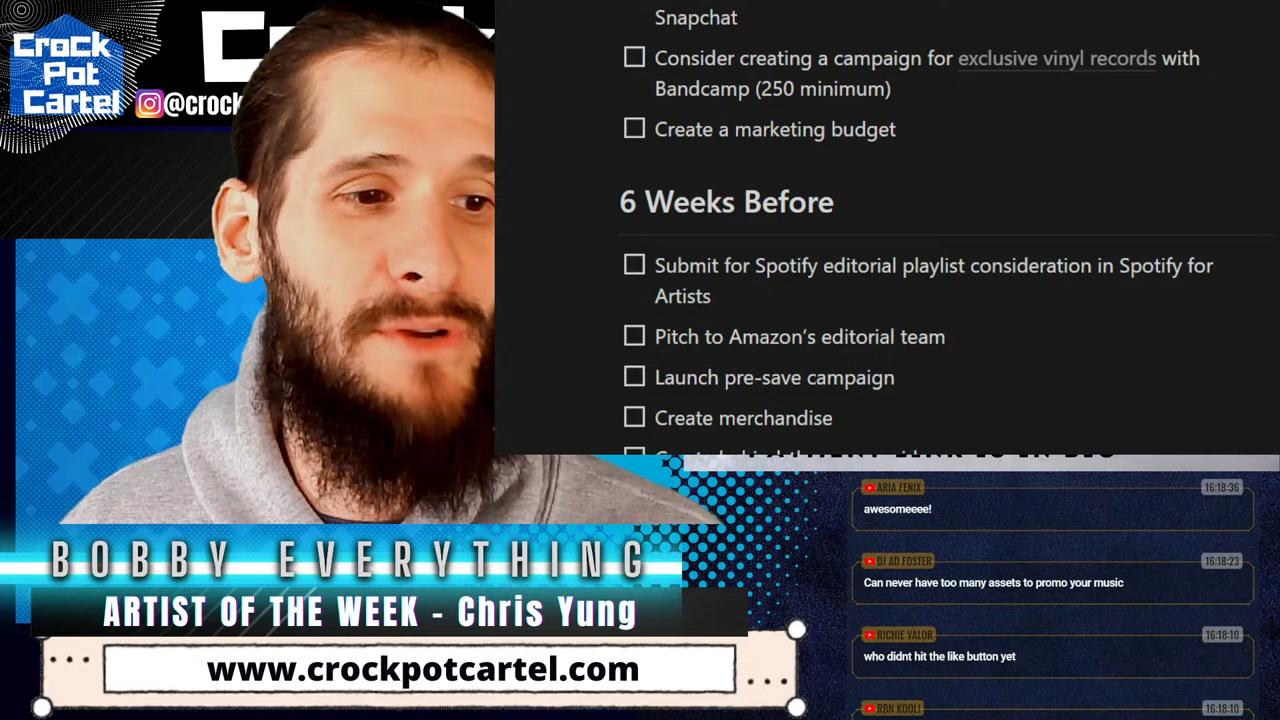 Crock
Pot
Cartel
@crock
Snapchat
Consider creating a campaign for exclusive vinyl records with
Bandcamp (250 minimum)
Create a marketing budget
6 Weeks Before
Submit for Spotify editorial playlist consideration in Spotify for
Artists
Pitch to Amazon's editorial team
Launch pre-save campaign
Create merchandise
ARIA FENIX 16:18:36
awesomeeee!
DJ AD FOSTER 16:18:23
Can never have too many assets to promo your music
RICHIE VALOR 16:18:10
who didnt hit the like button yet
RBN KOOLI 16:18:10
BOBBY EVERYTHING
ARTIST OF THE WEEK - Chris Yung
www.crockpotcartel.com